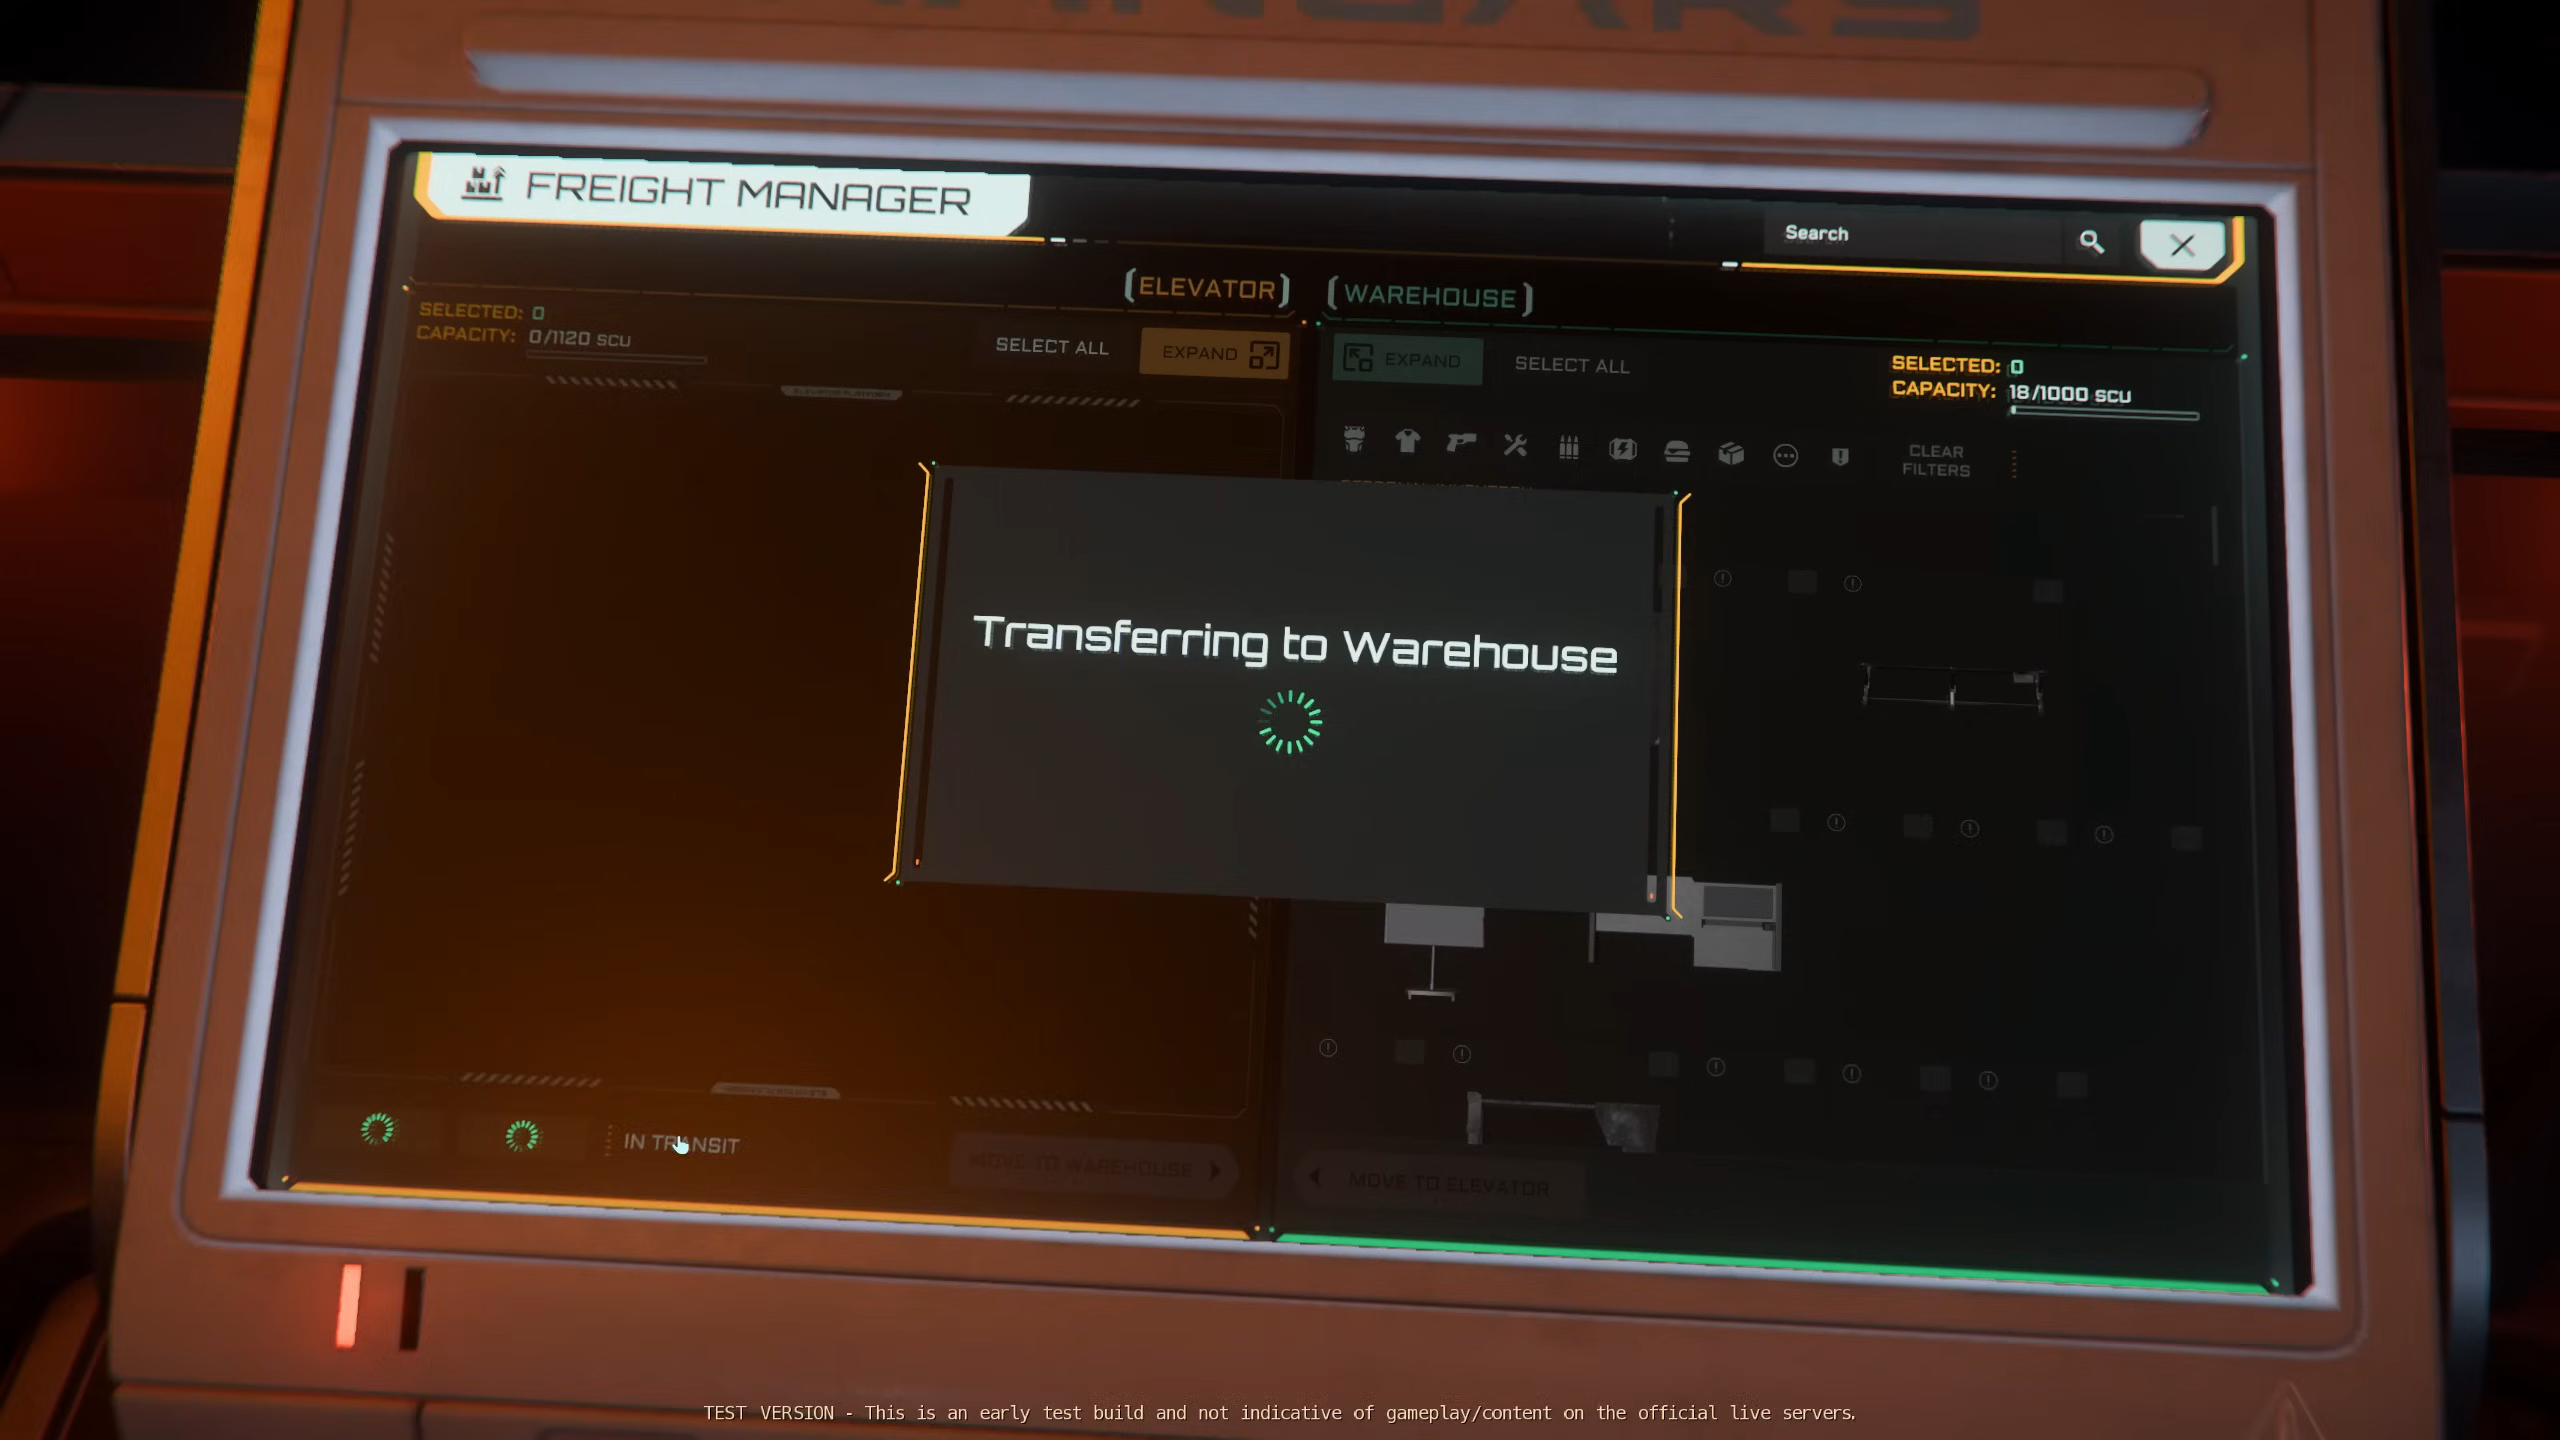 FREIGHT MANAGER
Search
ELEVATOR
WAREHOUSE
SELECTED: 0
CAPACITY: 0/1120 SCU
SELECT ALL
EXPAND
EXPAND
SELECT ALL
SELECTED: 0
CAPACITY: 18/1000 SCU
ELEVATOR PLATFORM
CLEAR
FILTERS
Transferring to Warehouse
IN TRANSIT
MOVE TO WAREHOUSE
MOVE TO ELEVATOR
TEST VERSION - This is an early test build and not indicative of gameplay/content on the official live servers.